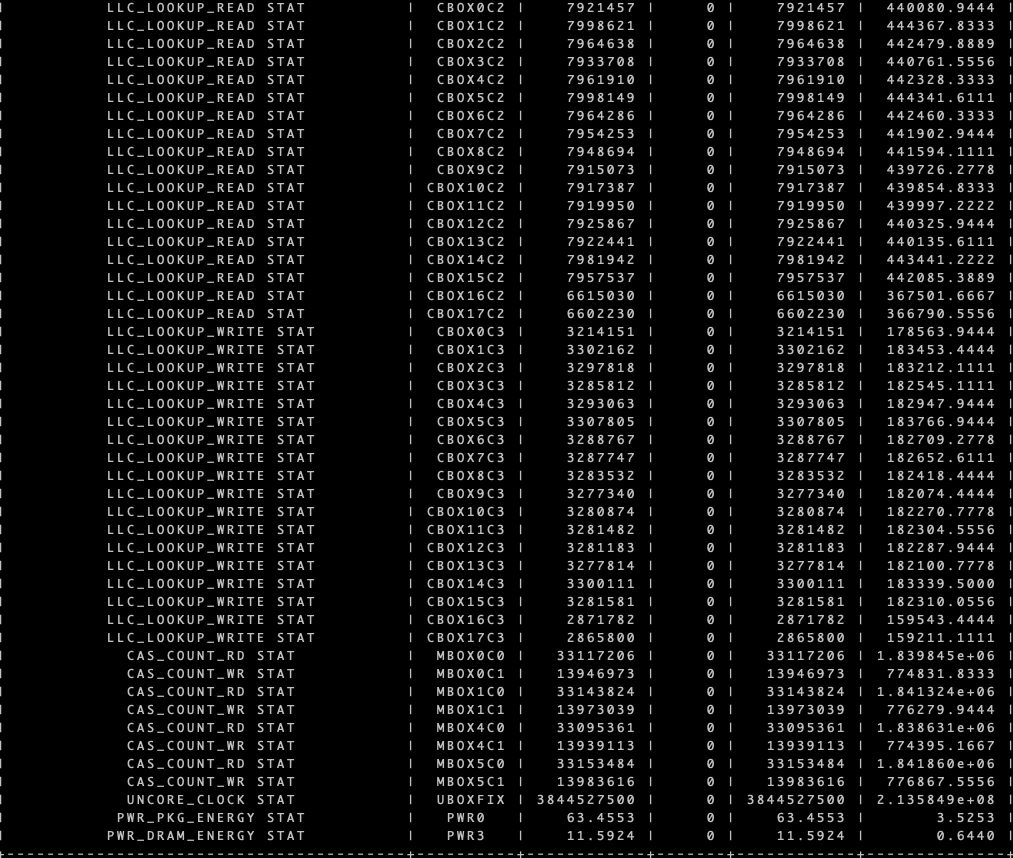 | LLC_LOOKUP_READ STAT | CBOX0C2 | 7921457 | 0 | 7921457 | 440080.9444 |
| LLC_LOOKUP_READ STAT | CBOX1C2 | 7998621 | 0 | 7998621 | 444367.8333 |
| LLC_LOOKUP_READ STAT | CBOX2C2 | 7964638 | 0 | 7964638 | 442479.8889 |
| LLC_LOOKUP_READ STAT | CBOX3C2 | 7933708 | 0 | 7933708 | 440761.5556 |
| LLC_LOOKUP_READ STAT | CBOX4C2 | 7961910 | 0 | 7961910 | 442328.3333 |
| LLC_LOOKUP_READ STAT | CBOX5C2 | 7998149 | 0 | 7998149 | 444341.6111 |
| LLC_LOOKUP_READ STAT | CBOX6C2 | 7964286 | 0 | 7964286 | 442460.3333 |
| LLC_LOOKUP_READ STAT | CBOX7C2 | 7954253 | 0 | 7954253 | 441902.9444 |
| LLC_LOOKUP_READ STAT | CBOX8C2 | 7948694 | 0 | 7948694 | 441594.1111 |
| LLC_LOOKUP_READ STAT | CBOX9C2 | 7915073 | 0 | 7915073 | 439726.2778 |
| LLC_LOOKUP_READ STAT | CBOX10C2 | 7917387 | 0 | 7917387 | 439854.8333 |
| LLC_LOOKUP_READ STAT | CBOX11C2 | 7919950 | 0 | 7919950 | 439997.2222 |
| LLC_LOOKUP_READ STAT | CBOX12C2 | 7925867 | 0 | 7925867 | 440325.9444 |
| LLC_LOOKUP_READ STAT | CBOX13C2 | 7922441 | 0 | 7922441 | 440135.6111 |
| LLC_LOOKUP_READ STAT | CBOX14C2 | 7981942 | 0 | 7981942 | 443441.2222 |
| LLC_LOOKUP_READ STAT | CBOX15C2 | 7957537 | 0 | 7957537 | 442085.3889 |
| LLC_LOOKUP_READ STAT | CBOX16C2 | 6615030 | 0 | 6615030 | 367501.6667 |
| LLC_LOOKUP_READ STAT | CBOX17C2 | 6602230 | 0 | 6602230 | 366790.5556 |
| LLC_LOOKUP_WRITE STAT | CBOX0C3 | 3214151 | 0 | 3214151 | 178563.9444 |
| LLC_LOOKUP_WRITE STAT | CBOX1C3 | 3302162 | 0 | 3302162 | 183453.4444 |
| LLC_LOOKUP_WRITE STAT | CBOX2C3 | 3297818 | 0 | 3297818 | 183212.1111 |
| LLC_LOOKUP_WRITE STAT | CBOX3C3 | 3285812 | 0 | 3285812 | 182545.1111 |
| LLC_LOOKUP_WRITE STAT | CBOX4C3 | 3293063 | 0 | 3293063 | 182947.9444 |
| LLC_LOOKUP_WRITE STAT | CBOX5C3 | 3307805 | 0 | 3307805 | 183766.9444 |
| LLC_LOOKUP_WRITE STAT | CBOX6C3 | 3288767 | 0 | 3288767 | 182709.2778 |
| LLC_LOOKUP_WRITE STAT | CBOX7C3 | 3287747 | 0 | 3287747 | 182652.6111 |
| LLC_LOOKUP_WRITE STAT | CBOX8C3 | 3283532 | 0 | 3283532 | 182418.4444 |
| LLC_LOOKUP_WRITE STAT | CBOX9C3 | 3277340 | 0 | 3277340 | 182074.4444 |
| LLC_LOOKUP_WRITE STAT | CBOX10C3 | 3280874 | 0 | 3280874 | 182270.7778 |
| LLC_LOOKUP_WRITE STAT | CBOX11C3 | 3281482 | 0 | 3281482 | 182304.5556 |
| LLC_LOOKUP_WRITE STAT | CBOX12C3 | 3281183 | 0 | 3281183 | 182287.9444 |
| LLC_LOOKUP_WRITE STAT | CBOX13C3 | 3277814 | 0 | 3277814 | 182100.7778 |
| LLC_LOOKUP_WRITE STAT | CBOX14C3 | 3300111 | 0 | 3300111 | 183339.5000 |
| LLC_LOOKUP_WRITE STAT | CBOX15C3 | 3281581 | 0 | 3281581 | 182310.0556 |
| LLC_LOOKUP_WRITE STAT | CBOX16C3 | 2871782 | 0 | 2871782 | 159543.4444 |
| LLC_LOOKUP_WRITE STAT | CBOX17C3 | 2865800 | 0 | 2865800 | 159211.1111 |
| CAS_COUNT_RD STAT | MBOX0C0 | 33117206 | 0 | 33117206 | 1.839845e+06 |
| CAS_COUNT_WR STAT | MBOX0C1 | 13946973 | 0 | 13946973 | 774831.8333 |
| CAS_COUNT_RD STAT | MBOX1C0 | 33143824 | 0 | 33143824 | 1.841324e+06 |
| CAS_COUNT_WR STAT | MBOX1C1 | 13973039 | 0 | 13973039 | 776279.9444 |
| CAS_COUNT_RD STAT | MBOX4C0 | 33095361 | 0 | 33095361 | 1.838631e+06 |
| CAS_COUNT_WR STAT | MBOX4C1 | 13939113 | 0 | 13939113 | 774395.1667 |
| CAS_COUNT_RD STAT | MBOX5C0 | 33153484 | 0 | 33153484 | 1.841860e+06 |
| CAS_COUNT_WR STAT | MBOX5C1 | 13983616 | 0 | 13983616 | 776867.5556 |
| UNCORE_CLOCK STAT | UBOXFIX | 3844527500 | 0 | 3844527500 | 2.135849e+08 |
| PWR_PKG_ENERGY STAT | PWR0 | 63.4553 | 0 | 63.4553 | 3.5253 |
| PWR_DRAM_ENERGY STAT | PWR3 | 11.5924 | 0 | 11.5924 | 0.6440 |